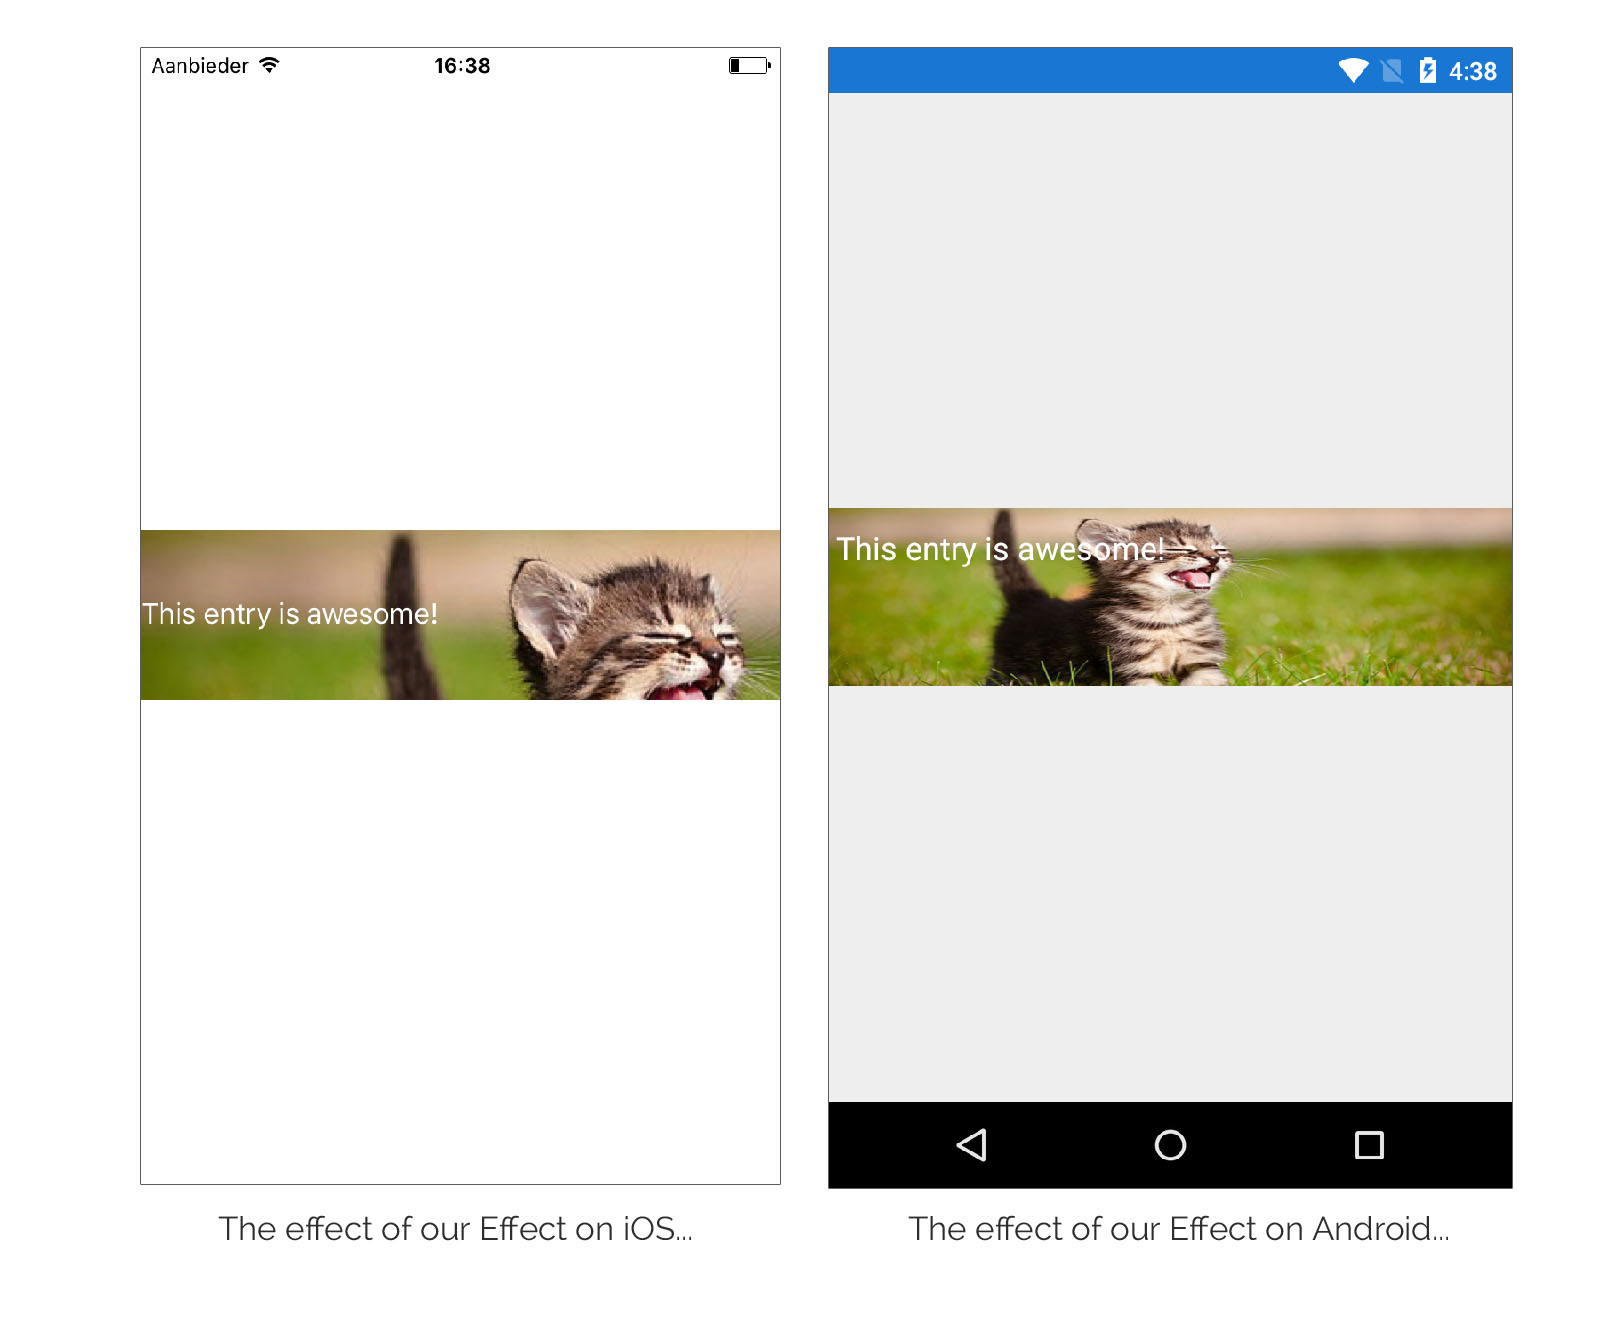 Aanbieder 16:38
This entry is awesome!
The effect of our Effect on iOS...
4:38
This entry is awesome!
The effect of our Effect on Android...